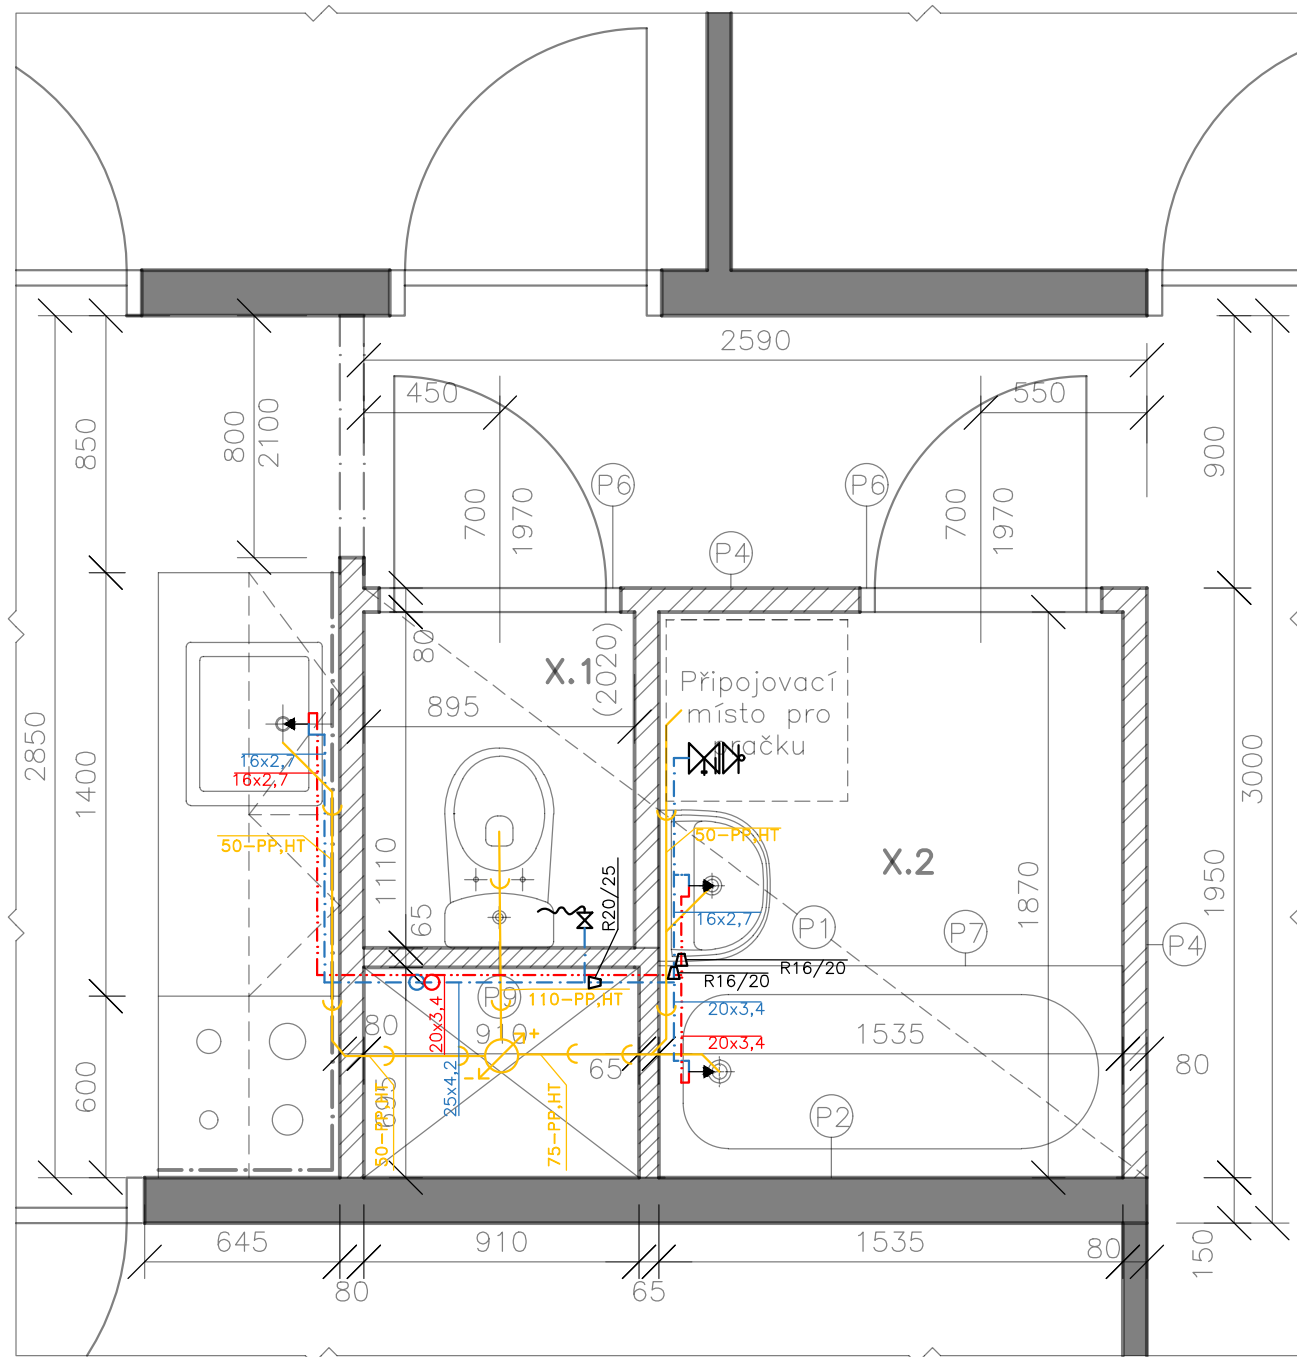 2590
450
550
850
800
2100
900
700
1970
P6
P6
700
1970
P4
80
X.1
(2020)
Připojovací
místo pro
pračku
895
2850
1400
3000
16x2,7
16x2,7
50-PP,HT
50-PP,HT
1110
65
R20/25
X.2
1870
1950
16x2,7
P1
P7
P4
R16/20
R16/20
P9
110-PP,HT
20x3,4
20x3,4
20x3,4
80
910
+
-
1535
65
80
600
695
25x4,2
50-PP,HT
75-PP,HT
P2
645
910
1535
80
150
80
65